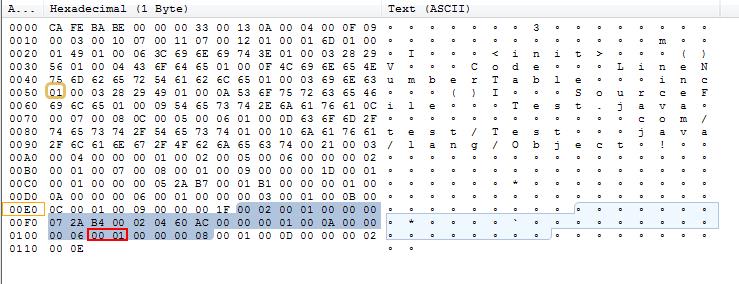 A... Hexadecimal (1 Byte) Text (ASCII)
0000 CA FE BA BE 00 00 00 33 00 13 0A 00 04 00 0F 09 ∘ ∘ ∘ ∘ ∘ ∘ ∘ 3 ∘ ∘ ∘ ∘ ∘ ∘ ∘ ∘
0010 00 03 00 10 07 00 11 07 00 12 01 00 01 6D 01 00 ∘ ∘ ∘ ∘ ∘ ∘ ∘ ∘ ∘ ∘ ∘ ∘ ∘ m ∘ ∘
0020 01 49 01 00 06 3C 69 6E 69 74 3E 01 00 03 28 29 ∘ I ∘ ∘ ∘ < i n i t > ∘ ∘ ∘ ( )
0030 56 01 00 04 43 6F 64 65 01 00 0F 4C 69 6E 65 4E V ∘ ∘ ∘ C o d e ∘ ∘ ∘ L i n e N
0040 75 6D 62 65 72 54 61 62 6C 65 01 00 03 69 6E 63 u m b e r T a b l e ∘ ∘ ∘ i n c
0050 01 00 03 28 29 49 01 00 0A 53 6F 75 72 63 65 46 ∘ ∘ ∘ ( ) I ∘ ∘ ∘ S o u r c e F
0060 69 6C 65 01 00 09 54 65 73 74 2E 6A 61 76 61 0C i l e ∘ ∘ ∘ T e s t . j a v a ∘
0070 00 07 00 08 0C 00 05 00 06 01 00 0D 63 6F 6D 2F ∘ ∘ ∘ ∘ ∘ ∘ ∘ ∘ ∘ ∘ ∘ ∘ c o m /
0080 74 65 73 74 2F 54 65 73 74 01 00 10 6A 61 76 61 t e s t / T e s t ∘ ∘ ∘ j a v a
0090 2F 6C 61 6E 67 2F 4F 62 6A 65 63 74 00 21 00 03 / l a n g / O b j e c t ∘ ! ∘ ∘
00A0 00 04 00 00 00 01 00 02 00 05 00 06 00 00 00 02 ∘ ∘ ∘ ∘ ∘ ∘ ∘ ∘ ∘ ∘ ∘ ∘ ∘ ∘ ∘ ∘
00B0 00 01 00 07 00 08 00 01 00 09 00 00 00 1D 00 01 ∘ ∘ ∘ ∘ ∘ ∘ ∘ ∘ ∘ ∘ ∘ ∘ ∘ ∘ ∘ ∘
00C0 00 01 00 00 00 05 2A B7 00 01 B1 00 00 00 01 00 ∘ ∘ ∘ ∘ ∘ ∘ * ∘ ∘ ∘ ∘ ∘ ∘ ∘ ∘ ∘
00D0 0A 00 00 00 06 00 01 00 00 00 03 00 01 00 0B 00 ∘ ∘ ∘ ∘ ∘ ∘ ∘ ∘ ∘ ∘ ∘ ∘ ∘ ∘ ∘ ∘
00E0 0C 00 01 00 09 00 00 00 1F 00 02 00 01 00 00 00 ∘ ∘ ∘ ∘ ∘ ∘ ∘ ∘ ∘ ∘ ∘ ∘ ∘ ∘ ∘ ∘
00F0 07 2A B4 00 02 04 60 AC 00 00 00 01 00 0A 00 00 ∘ * ∘ ∘ ∘ ∘ ` ∘ ∘ ∘ ∘ ∘ ∘ ∘ ∘ ∘
0100 00 06 00 01 00 00 00 08 00 01 00 0D 00 00 00 02 ∘ ∘ ∘ ∘ ∘ ∘ ∘ ∘ ∘ ∘ ∘ ∘ ∘ ∘ ∘ ∘
0110 00 0E ∘ ∘